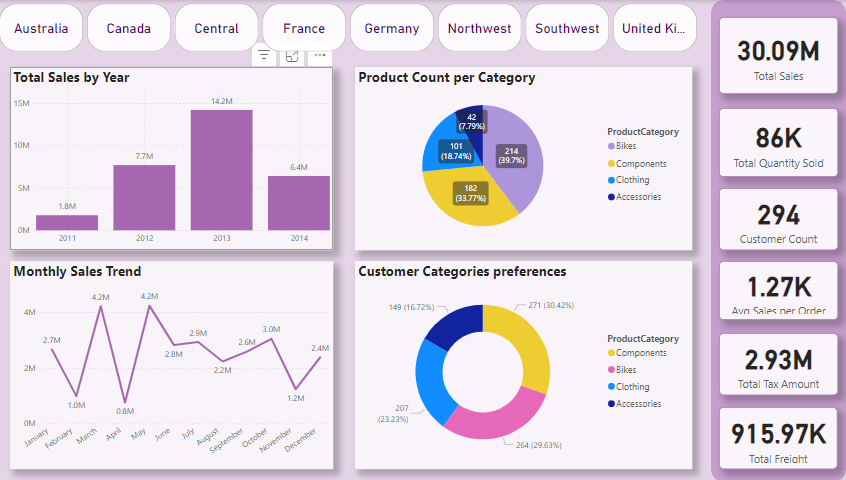 Australia
Canada
Central
France
Germany
Northwest
Southwest
United Ki...
Total Sales by Year
15M
10M
5M
0M
1.8M
7.7M
14.2M
6.4M
2011
2012
2013
2014
Product Count per Category
42
(7.79%)
101
(18.74%)
214
(39.7%)
182
(33.77%)
ProductCategory
Bikes
Components
Clothing
Accessories
Monthly Sales Trend
4M
2M
0M
2.7M
1.0M
4.2M
0.8M
4.2M
2.8M
2.9M
2.2M
2.6M
3.0M
1.2M
2.4M
January
February
March
April
May
June
July
August
September
October
November
December
Customer Categories preferences
149 (16.72%)
271 (30.42%)
207
(23.23%)
264 (29.63%)
ProductCategory
Components
Bikes
Clothing
Accessories
30.09M
Total Sales
86K
Total Quantity Sold
294
Customer Count
1.27K
Avg Sales per Order
2.93M
Total Tax Amount
915.97K
Total Freight